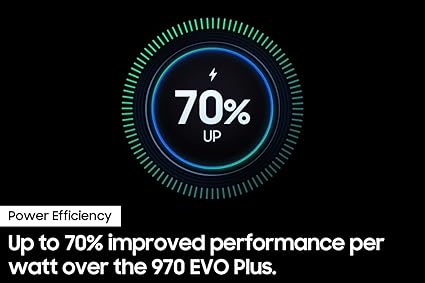 70%
UP
Power Efficiency
Up to 70% improved performance per
watt over the 970 EVO Plus.